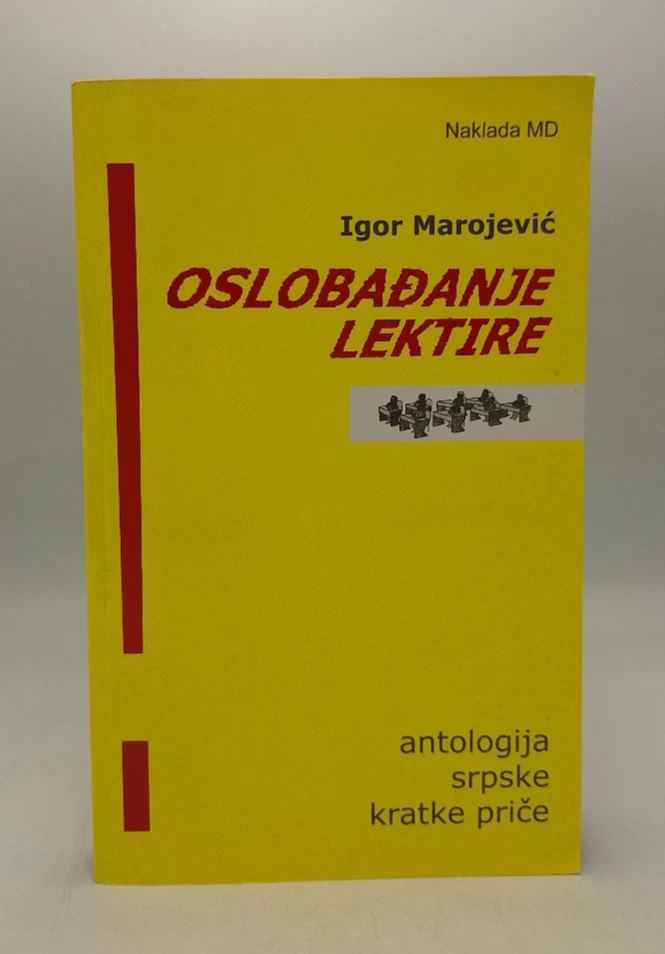 Naklada MD
Igor Marojević
OSLOBAĐANJE
LEKTIRE
antologija
srpske
kratke priče